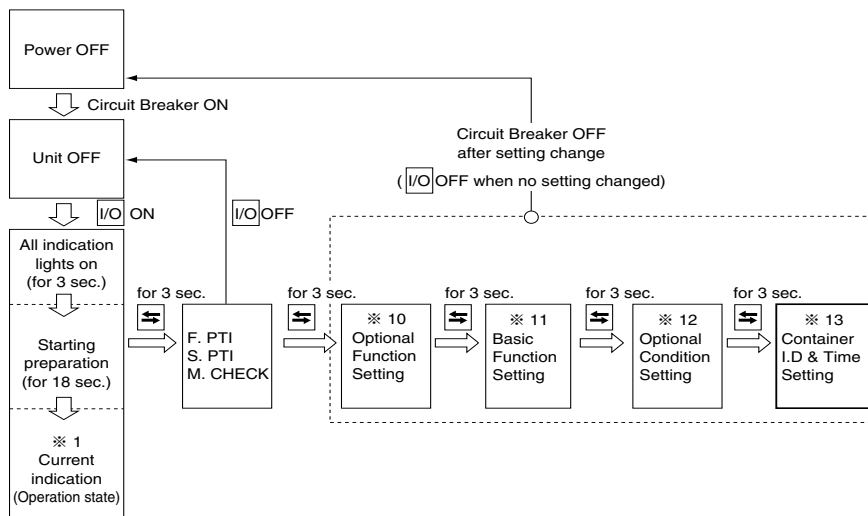 Power OFF
Circuit Breaker ON
Unit OFF
I/O ON
I/O OFF
Circuit Breaker OFF
after setting change
( I/O OFF when no setting changed)
All indication
lights on
(for 3 sec.)
Starting
preparation
(for 18 sec.)
※ 1
Current
indication
(Operation state)
for 3 sec.
F. PTI
S. PTI
M. CHECK
for 3 sec.
※ 10
Optional
Function
Setting
for 3 sec.
※ 11
Basic
Function
Setting
for 3 sec.
※ 12
Optional
Condition
Setting
for 3 sec.
※ 13
Container
I.D & Time
Setting